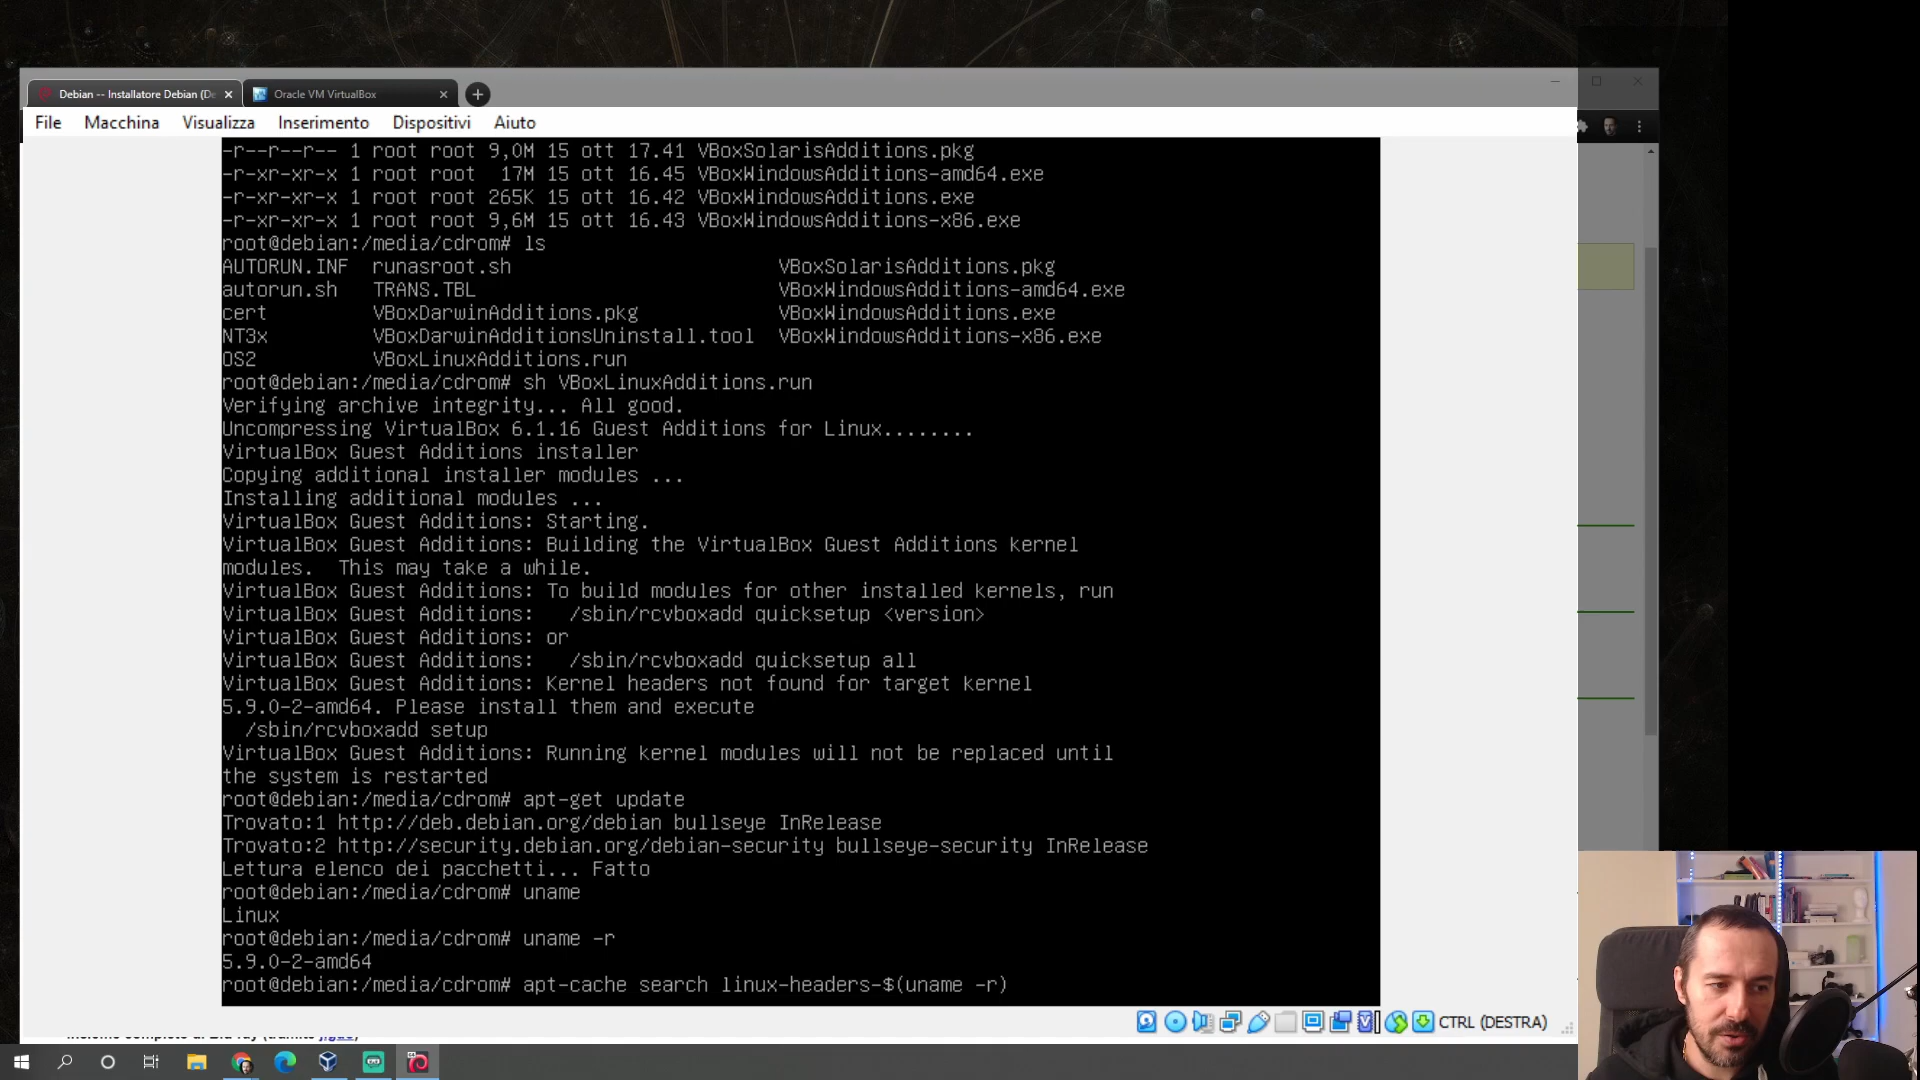 Debian -- Installatore Debian (De
Oracle VM VirtualBox
File Macchina Visualizza Inserimento Dispositivi Aiuto
-r--r--r-- 1 root root 9,0M 15 ott 17.41 VBoxSolarisAdditions.pkg
-r-xr-xr-x 1 root root  17M 15 ott 16.45 VBoxWindowsAdditions-amd64.exe
-r-xr-xr-x 1 root root 265K 15 ott 16.42 VBoxWindowsAdditions.exe
-r-xr-xr-x 1 root root 9,6M 15 ott 16.43 VBoxWindowsAdditions-x86.exe
root@debian:/media/cdrom# ls
AUTORUN.INF  runasroot.sh                       VBoxSolarisAdditions.pkg
autorun.sh   TRANS.TBL                          VBoxWindowsAdditions-amd64.exe
cert         VBoxDarwinAdditions.pkg            VBoxWindowsAdditions.exe
NT3x         VBoxDarwinAdditionsUninstall.tool  VBoxWindowsAdditions-x86.exe
OS2          VBoxLinuxAdditions.run
root@debian:/media/cdrom# sh VBoxLinuxAdditions.run
Verifying archive integrity... All good.
Uncompressing VirtualBox 6.1.16 Guest Additions for Linux........
VirtualBox Guest Additions installer
Copying additional installer modules ...
Installing additional modules ...
VirtualBox Guest Additions: Starting.
VirtualBox Guest Additions: Building the VirtualBox Guest Additions kernel
modules.  This may take a while.
VirtualBox Guest Additions: To build modules for other installed kernels, run
VirtualBox Guest Additions:   /sbin/rcvboxadd quicksetup <version>
VirtualBox Guest Additions: or
VirtualBox Guest Additions:   /sbin/rcvboxadd quicksetup all
VirtualBox Guest Additions: Kernel headers not found for target kernel
5.9.0-2-amd64. Please install them and execute
  /sbin/rcvboxadd setup
VirtualBox Guest Additions: Running kernel modules will not be replaced until
the system is restarted
root@debian:/media/cdrom# apt-get update
Trovato:1 http://deb.debian.org/debian bullseye InRelease
Trovato:2 http://security.debian.org/debian-security bullseye-security InRelease
Lettura elenco dei pacchetti... Fatto
root@debian:/media/cdrom# uname
Linux
root@debian:/media/cdrom# uname -r
5.9.0-2-amd64
root@debian:/media/cdrom# apt-cache search linux-headers-$(uname -r)
CTRL (DESTRA)